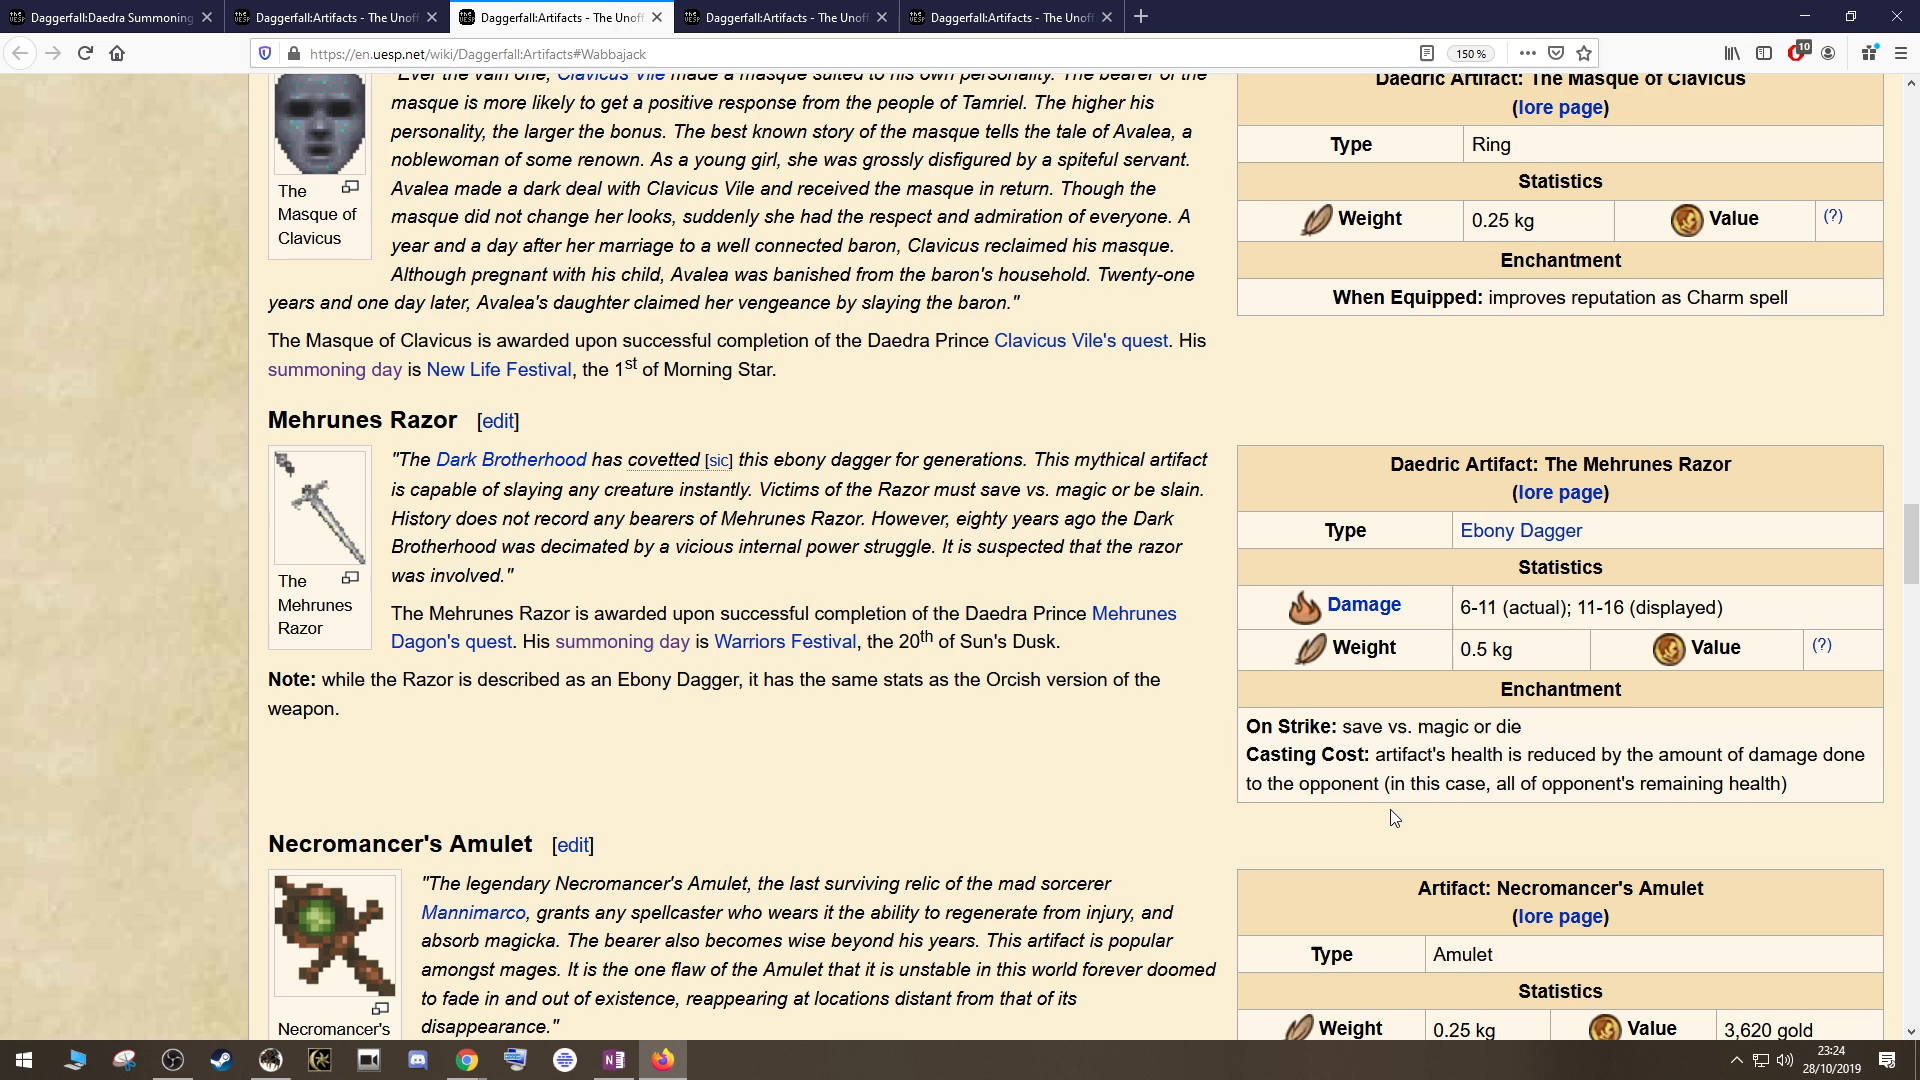 Daggerfall:Daedra Summoning
Daggerfall:Artifacts - The Unoff
Daggerfall:Artifacts - The Unoff
Daggerfall:Artifacts - The Unoff
Daggerfall:Artifacts - The Unoff
https://en.uesp.net/wiki/Daggerfall:Artifacts#Wabbajack
150 %
10
"Ever the vain one, Clavicus Vile made a masque suited to his own personality. The bearer of the
masque is more likely to get a positive response from the people of Tamriel. The higher his
personality, the larger the bonus. The best known story of the masque tells the tale of Avalea, a
noblewoman of some renown. As a young girl, she was grossly disfigured by a spiteful servant.
Avalea made a dark deal with Clavicus Vile and received the masque in return. Though the
masque did not change her looks, suddenly she had the respect and admiration of everyone. A
year and a day after her marriage to a well connected baron, Clavicus reclaimed his masque.
Although pregnant with his child, Avalea was banished from the baron's household. Twenty-one
years and one day later, Avalea's daughter claimed her vengeance by slaying the baron."
The
Masque of
Clavicus
The Masque of Clavicus is awarded upon successful completion of the Daedra Prince Clavicus Vile's quest. His
summoning day is New Life Festival, the 1st of Morning Star.
Daedric Artifact: The Masque of Clavicus
(lore page)
Type Ring
Statistics
Weight 0.25 kg Value (?)
Enchantment
When Equipped: improves reputation as Charm spell
Mehrunes Razor [edit]
"The Dark Brotherhood has covetted [sic] this ebony dagger for generations. This mythical artifact
is capable of slaying any creature instantly. Victims of the Razor must save vs. magic or be slain.
History does not record any bearers of Mehrunes Razor. However, eighty years ago the Dark
Brotherhood was decimated by a vicious internal power struggle. It is suspected that the razor
was involved."
The
Mehrunes
Razor
The Mehrunes Razor is awarded upon successful completion of the Daedra Prince Mehrunes
Dagon's quest. His summoning day is Warriors Festival, the 20th of Sun's Dusk.
Note: while the Razor is described as an Ebony Dagger, it has the same stats as the Orcish version of the
weapon.
Daedric Artifact: The Mehrunes Razor
(lore page)
Type Ebony Dagger
Statistics
Damage 6-11 (actual); 11-16 (displayed)
Weight 0.5 kg Value (?)
Enchantment
On Strike: save vs. magic or die
Casting Cost: artifact's health is reduced by the amount of damage done
to the opponent (in this case, all of opponent's remaining health)
Necromancer's Amulet [edit]
"The legendary Necromancer's Amulet, the last surviving relic of the mad sorcerer
Mannimarco, grants any spellcaster who wears it the ability to regenerate from injury, and
absorb magicka. The bearer also becomes wise beyond his years. This artifact is popular
amongst mages. It is the one flaw of the Amulet that it is unstable in this world forever doomed
to fade in and out of existence, reappearing at locations distant from that of its
disappearance."
Necromancer's
Artifact: Necromancer's Amulet
(lore page)
Type Amulet
Statistics
Weight 0.25 kg Value 3,620 gold
23:24
28/10/2019